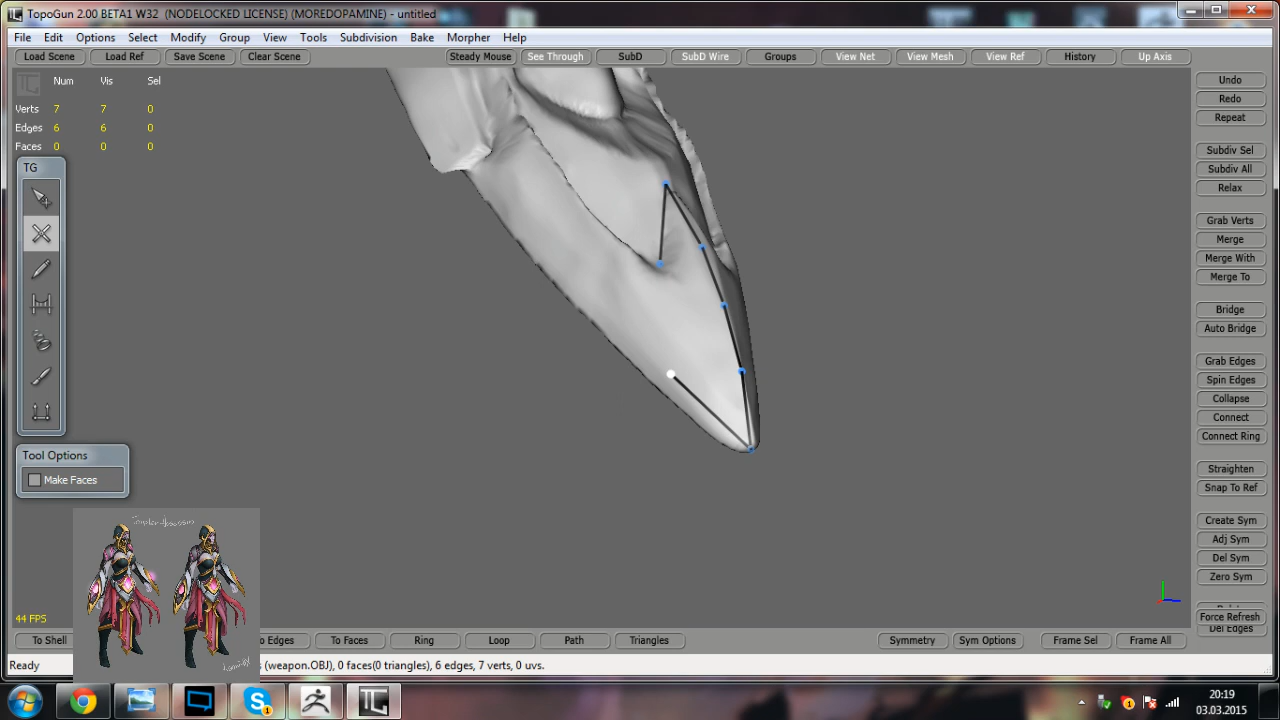 TopoGun 2.00 BETA1 W32 (NODELOCKED LICENSE) (MOREDOPAMINE) - untitled
File Edit Options Select Modify Group View Tools Subdivision Bake Morpher Help
Load Scene Load Ref Save Scene Clear Scene Steady Mouse See Through SubD SubD Wire Groups View Net View Mesh View Ref History Up Axis
Num Vis Sel
Verts 7 7 0
Edges 6 6 0
Faces 0 0 0
TG
Tool Options
Make Faces
Undo
Redo
Repeat
Subdiv Sel
Subdiv All
Relax
Grab Verts
Merge
Merge With
Merge To
Bridge
Auto Bridge
Grab Edges
Spin Edges
Collapse
Connect
Connect Ring
Straighten
Snap To Ref
Create Sym
Adj Sym
Del Sym
Zero Sym
Force Refresh
Del Edges
44 FPS
To Shell o Edges To Faces Ring Loop Path Triangles Symmetry Sym Options Frame Sel Frame All
Ready (weapon.OBJ), 0 faces(0 triangles), 6 edges, 7 verts, 0 uvs.
20:19
03.03.2015